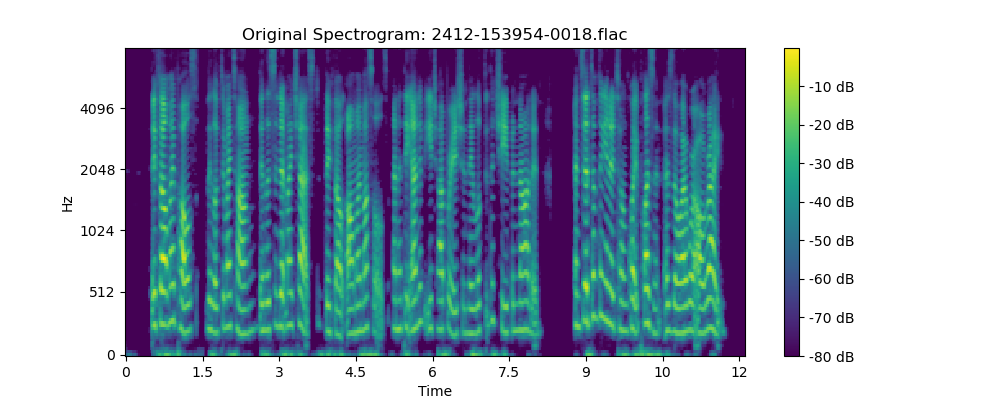 Original Spectrogram: 2412-153954-0018.flac
4096
2048
1024
512
0
Hz
0 1.5 3 4.5 6 7.5 9 10 12
Time
-10 dB
-20 dB
-30 dB
-40 dB
-50 dB
-60 dB
-70 dB
-80 dB